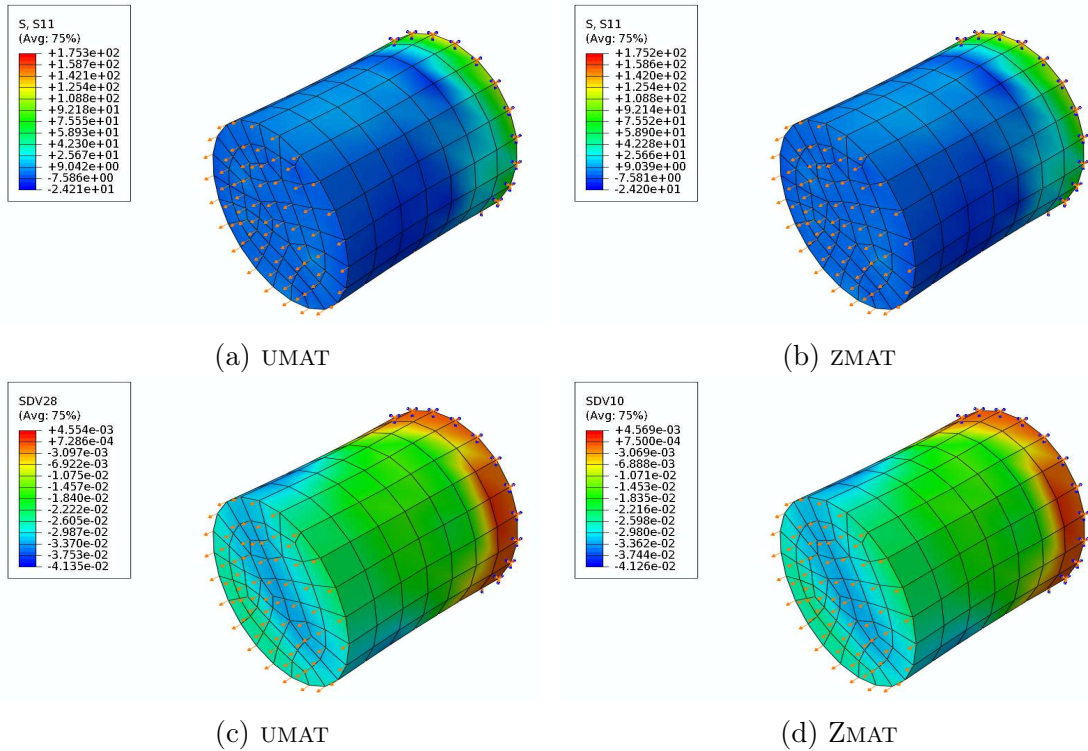 S, S11
(Avg: 75%)
+1.753e+02
+1.587e+02
+1.421e+02
+1.254e+02
+1.088e+02
+9.218e+01
+7.555e+01
+5.893e+01
+4.230e+01
+2.567e+01
+9.042e+00
-7.586e+00
-2.421e+01
S, S11
(Avg: 75%)
+1.752e+02
+1.586e+02
+1.420e+02
+1.254e+02
+1.088e+02
+9.214e+01
+7.552e+01
+5.890e+01
+4.228e+01
+2.566e+01
+9.039e+00
-7.581e+00
-2.420e+01
(a) UMAT
(b) ZMAT
SDV28
(Avg: 75%)
+4.554e-03
+7.286e-04
-3.097e-03
-6.922e-03
-1.075e-02
-1.457e-02
-1.840e-02
-2.222e-02
-2.605e-02
-2.987e-02
-3.370e-02
-3.753e-02
-4.135e-02
SDV10
(Avg: 75%)
+4.569e-03
+7.500e-04
-3.069e-03
-6.888e-03
-1.071e-02
-1.453e-02
-1.835e-02
-2.216e-02
-2.598e-02
-2.980e-02
-3.362e-02
-3.744e-02
-4.126e-02
(c) UMAT
(d) ZMAT